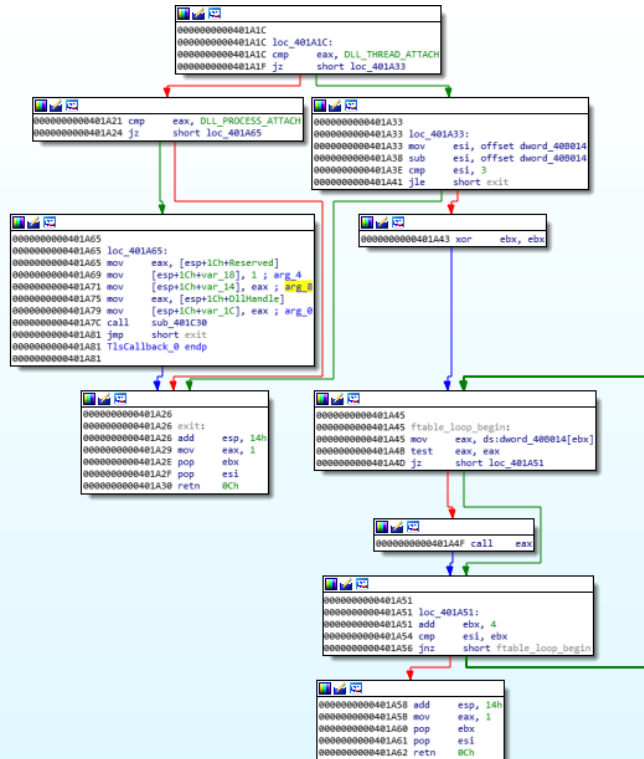 0000000000401A1C
0000000000401A1C loc_401A1C:
0000000000401A1C cmp eax, DLL_THREAD_ATTACH
0000000000401A1F jz short loc_401A33
0000000000401A21 cmp eax, DLL_PROCESS_ATTACH
0000000000401A24 jz short loc_401A65
0000000000401A33
0000000000401A33 loc_401A33:
0000000000401A33 mov esi, offset dword_40B014
0000000000401A38 sub esi, offset dword_40B014
0000000000401A3E cmp esi, 3
0000000000401A41 jle short exit
0000000000401A65
0000000000401A65 loc_401A65:
0000000000401A65 mov eax, [esp+1Ch+Reserved]
0000000000401A69 mov [esp+1Ch+var_18], 1 ; arg_4
0000000000401A71 mov [esp+1Ch+var_14], eax ; arg_8
0000000000401A75 mov eax, [esp+1Ch+DllHandle]
0000000000401A79 mov [esp+1Ch+var_1C], eax ; arg_0
0000000000401A7C call sub_401C30
0000000000401A81 jmp short exit
0000000000401A81 TlsCallback_0 endp
0000000000401A81
0000000000401A43 xor ebx, ebx
0000000000401A26
0000000000401A26 exit:
0000000000401A26 add esp, 14h
0000000000401A29 mov eax, 1
0000000000401A2E pop ebx
0000000000401A2F pop esi
0000000000401A30 retn 0Ch
0000000000401A45
0000000000401A45 ftable_loop_begin:
0000000000401A45 mov eax, ds:dword_40B014[ebx]
0000000000401A4B test eax, eax
0000000000401A4D jz short loc_401A51
0000000000401A4F call eax
0000000000401A51
0000000000401A51 loc_401A51:
0000000000401A51 add ebx, 4
0000000000401A54 cmp esi, ebx
0000000000401A56 jnz short ftable_loop_begin
0000000000401A58 add esp, 14h
0000000000401A5B mov eax, 1
0000000000401A60 pop ebx
0000000000401A61 pop esi
0000000000401A62 retn 0Ch